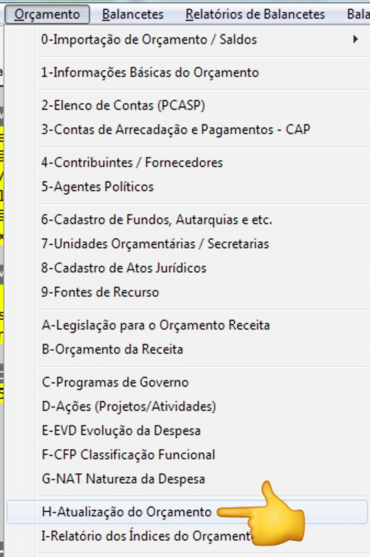 Orçamento Balancetes Relatórios de Balancetes Bala
0-Importação de Orçamento / Saldos
1-Informações Básicas do Orçamento
2-Elenco de Contas (PCASP)
3-Contas de Arrecadação e Pagamentos - CAP
4-Contribuintes / Fornecedores
5-Agentes Políticos
6-Cadastro de Fundos, Autarquias e etc.
7-Unidades Orçamentárias / Secretarias
8-Cadastro de Atos Jurídicos
9-Fontes de Recurso
A-Legislação para o Orçamento Receita
B-Orçamento da Receita
C-Programas de Governo
D-Ações (Projetos/Atividades)
E-EVD Evolução da Despesa
F-CFP Classificação Funcional
G-NAT Natureza da Despesa
H-Atualização do Orçamento
I-Relatório dos Índices do Orçament